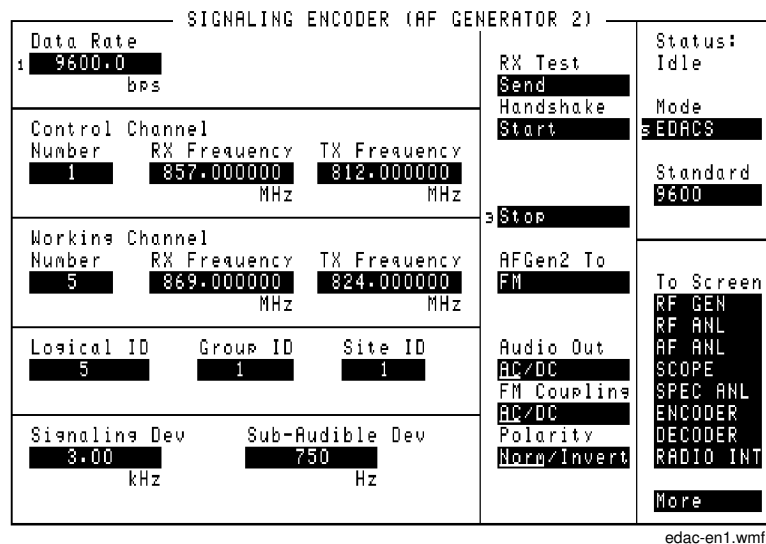 SIGNALING ENCODER (AF GENERATOR 2)
Data Rate
1 9600.0
bps
Control Channel
Number RX Frequency TX Frequency
1 857.000000 812.000000
MHz MHz
Working Channel
Number RX Frequency TX Frequency
5 869.000000 824.000000
MHz MHz
Logical ID Group ID Site ID
5 1 1
Signaling Dev Sub-Audible Dev
3.00 750
kHz Hz
RX Test
Send
Handshake
Start
3 Stop
AFGen2 To
FM
Audio Out
AC/DC
FM Coupling
AC/DC
Polarity
Norm/Invert
Status:
Idle
Mode
5 EDACS
Standard
9600
To Screen
RF GEN
RF ANL
AF ANL
SCOPE
SPEC ANL
ENCODER
DECODER
RADIO INT
More
edac-en1.wmf